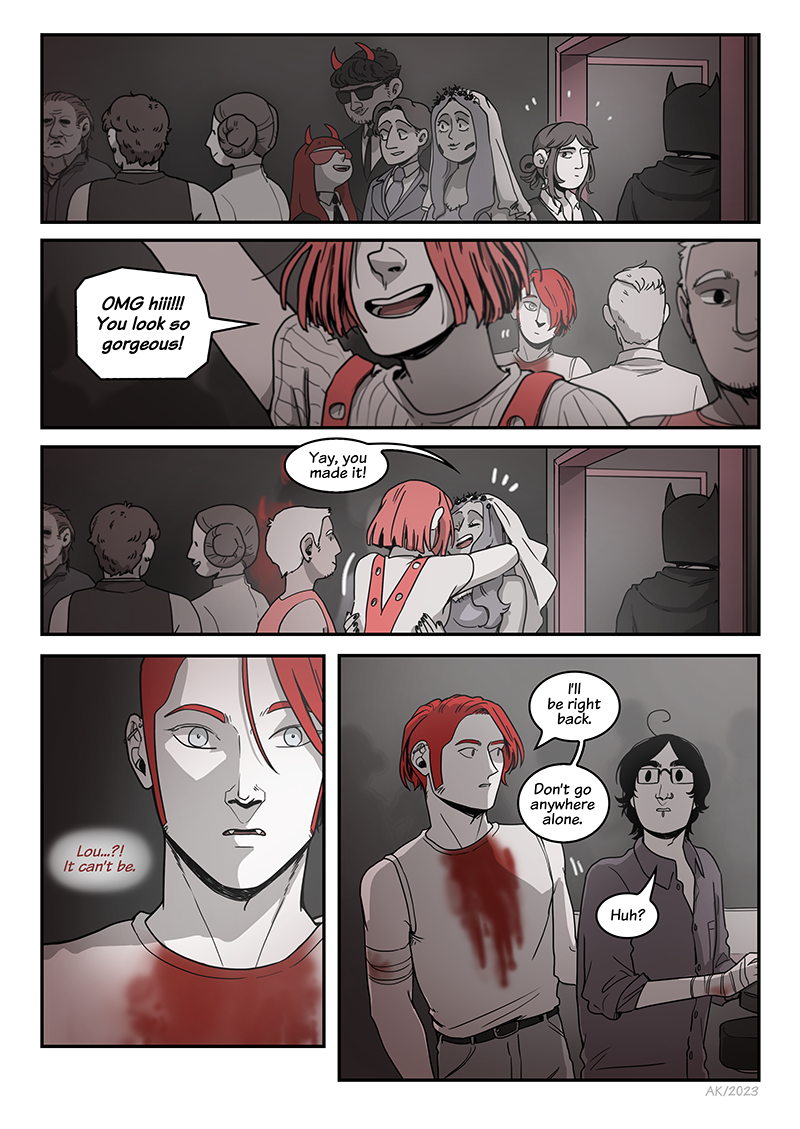 OMG hiii!!!
You look so
gorgeous!
Yay, you
made it!
Lou...?!
It can't be.
I'll
be right
back.
Don't go
anywhere
alone.
Huh?
AK/2023